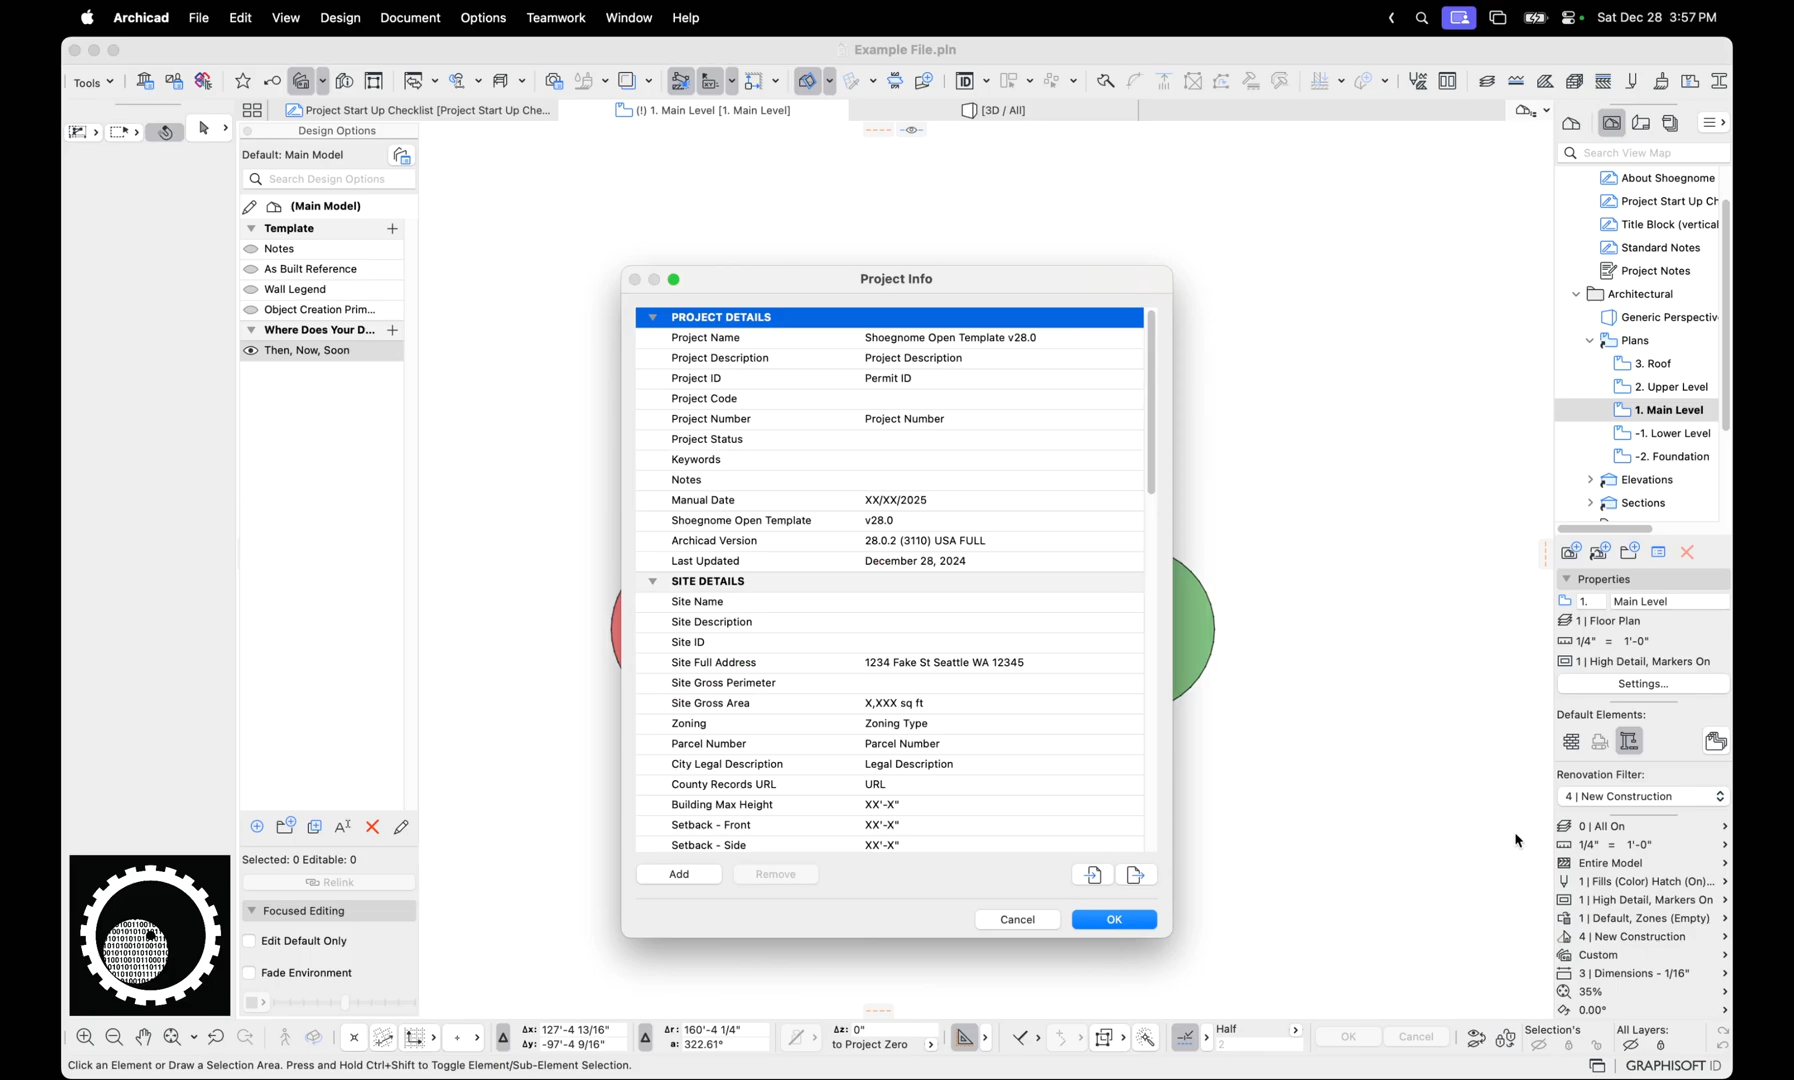 Archicad File Edit View Design Document Options Teamwork Window Help Sat Dec 28 3:57 PM
Example File.pln
Tools
Project Start Up Checklist [Project Start Up Che...
(!) 1. Main Level [1. Main Level]
[3D / All]
Design Options
Default: Main Model
Search Design Options
(Main Model)
Template
Notes
As Built Reference
Wall Legend
Object Creation Prim...
Where Does Your D...
Then, Now, Soon
Selected: 0 Editable: 0
Relink
Focused Editing
Edit Default Only
Fade Environment
Project Info
PROJECT DETAILS
Project Name Shoegnome Open Template v28.0
Project Description Project Description
Project ID Permit ID
Project Code
Project Number Project Number
Project Status
Keywords
Notes
Manual Date XX/XX/2025
Shoegnome Open Template v28.0
Archicad Version 28.0.2 (3110) USA FULL
Last Updated December 28, 2024
SITE DETAILS
Site Name
Site Description
Site ID
Site Full Address 1234 Fake St Seattle WA 12345
Site Gross Perimeter
Site Gross Area X,XXX sq ft
Zoning Zoning Type
Parcel Number Parcel Number
City Legal Description Legal Description
County Records URL URL
Building Max Height XX'-X"
Setback - Front XX'-X"
Setback - Side XX'-X"
Add Remove
Cancel OK
Search View Map
About Shoegnome
Project Start Up Ch
Title Block (vertical
Standard Notes
Project Notes
Architectural
Generic Perspectiv
Plans
3. Roof
2. Upper Level
1. Main Level
-1. Lower Level
-2. Foundation
Elevations
Sections
Properties
1. Main Level
1 | Floor Plan
1/4" = 1'-0"
1 | High Detail, Markers On
Settings...
Default Elements:
Renovation Filter:
4 | New Construction
0 | All On
1/4" = 1'-0"
Entire Model
1 | Fills (Color) Hatch (On)...
1 | High Detail, Markers On
1 | Default, Zones (Empty)
4 | New Construction
Custom
3 | Dimensions - 1/16"
35%
0.00°
Δx: 127'-4 13/16"
Δy: -97'-4 9/16"
Δr: 160'-4 1/4"
a: 322.61°
Δz: 0"
to Project Zero
Half
2
OK Cancel
Selection's
All Layers:
Click an Element or Draw a Selection Area. Press and Hold Ctrl+Shift to Toggle Element/Sub-Element Selection.
GRAPHISOFT ID